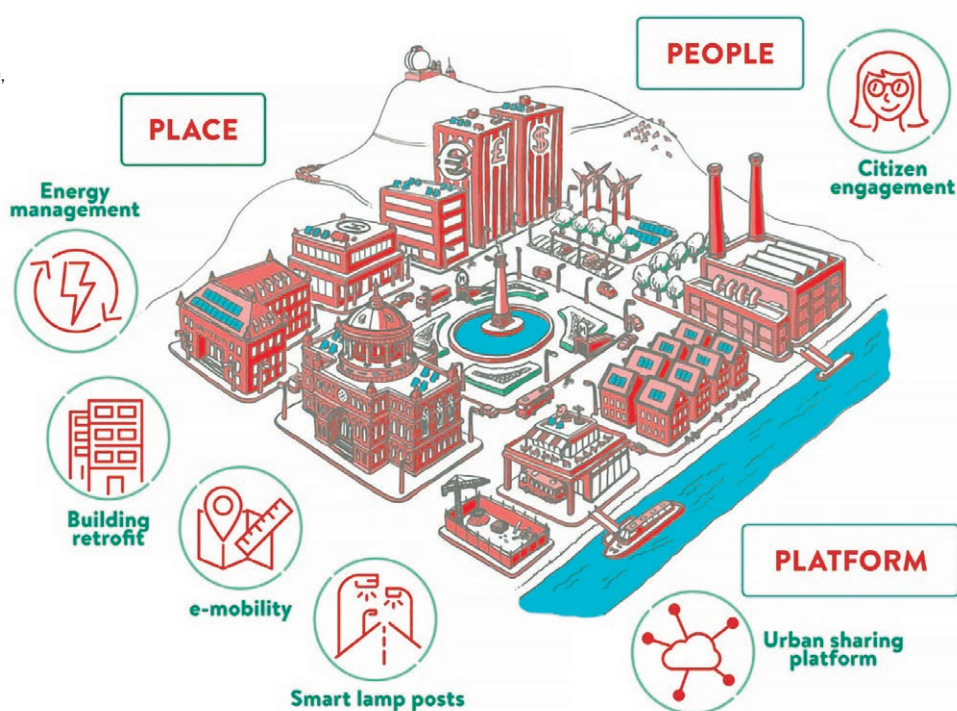 PEOPLE
PLACE
Citizen
engagement
Energy
management
€
£
$
Building
retrofit
e-mobility
Smart lamp posts
PLATFORM
Urban sharing
platform